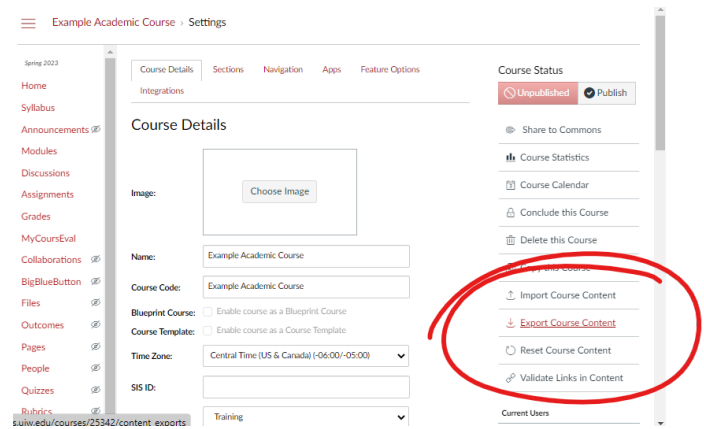 Example Academic Course › Settings
Spring 2023
Home
Syllabus
Announcements
Modules
Discussions
Assignments
Grades
MyCoursEval
Collaborations
BigBlueButton
Files
Outcomes
Pages
People
Quizzes
Rubrics
s.uiw.edu/courses/25342/content_exports
Course Details Sections Navigation Apps Feature Options
Integrations
Course Details
Image:
Choose Image
Name: Example Academic Course
Course Code: Example Academic Course
Blueprint Course: Enable course as a Blueprint Course
Course Template: Enable course as a Course Template
Time Zone: Central Time (US & Canada) (-06:00/-05:00)
SIS ID:
Training
Course Status
Unpublished Publish
Share to Commons
Course Statistics
Course Calendar
Conclude this Course
Delete this Course
Copy this Course
Import Course Content
Export Course Content
Reset Course Content
Validate Links in Content
Current Users